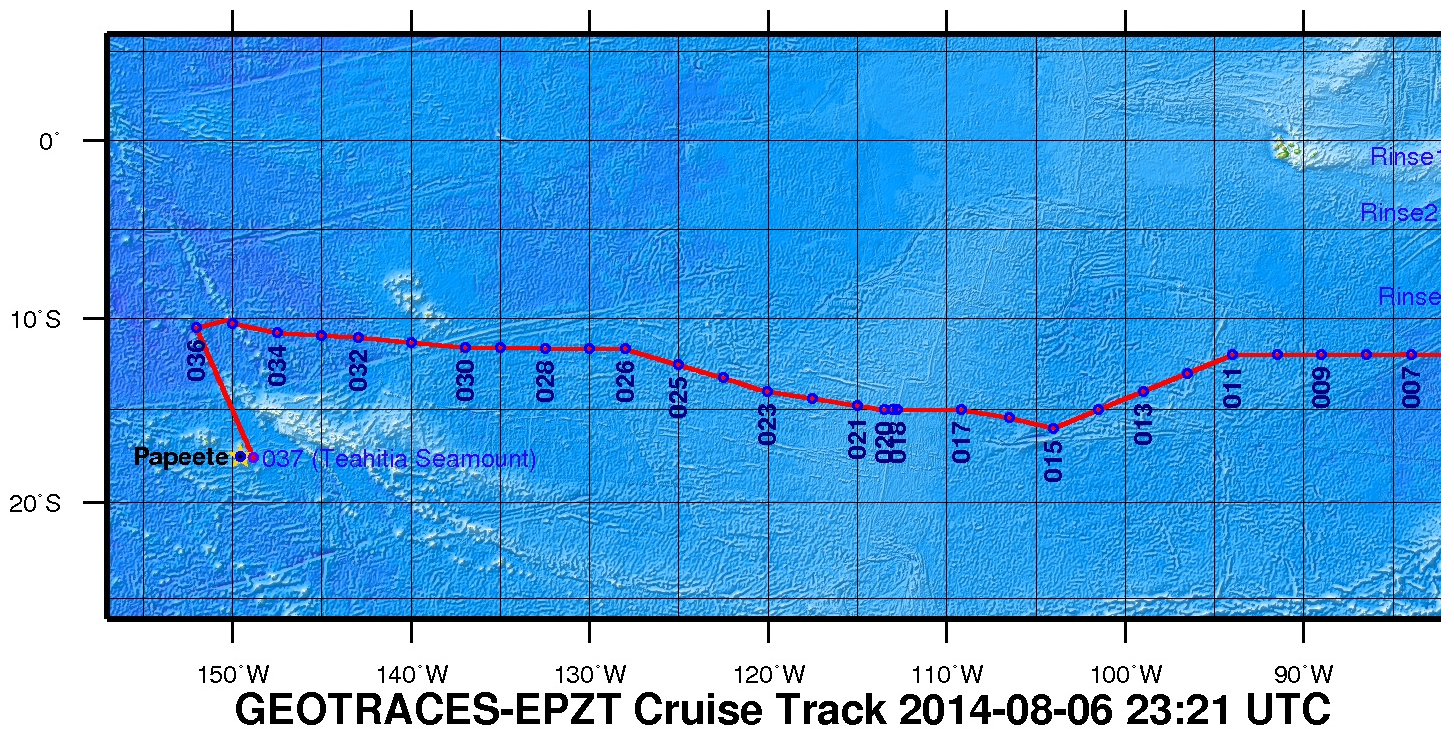 0°
Rinse1
Rinse2
Rinse
10°S
036
034
032
030
028
026
025
023
021
020
018
017
015
013
011
009
007
Papeete
037 (Teahitia Seamount)
20°S
150°W 140°W 130°W 120°W 110°W 100°W 90°W
GEOTRACES-EPZT Cruise Track 2014-08-06 23:21 UTC